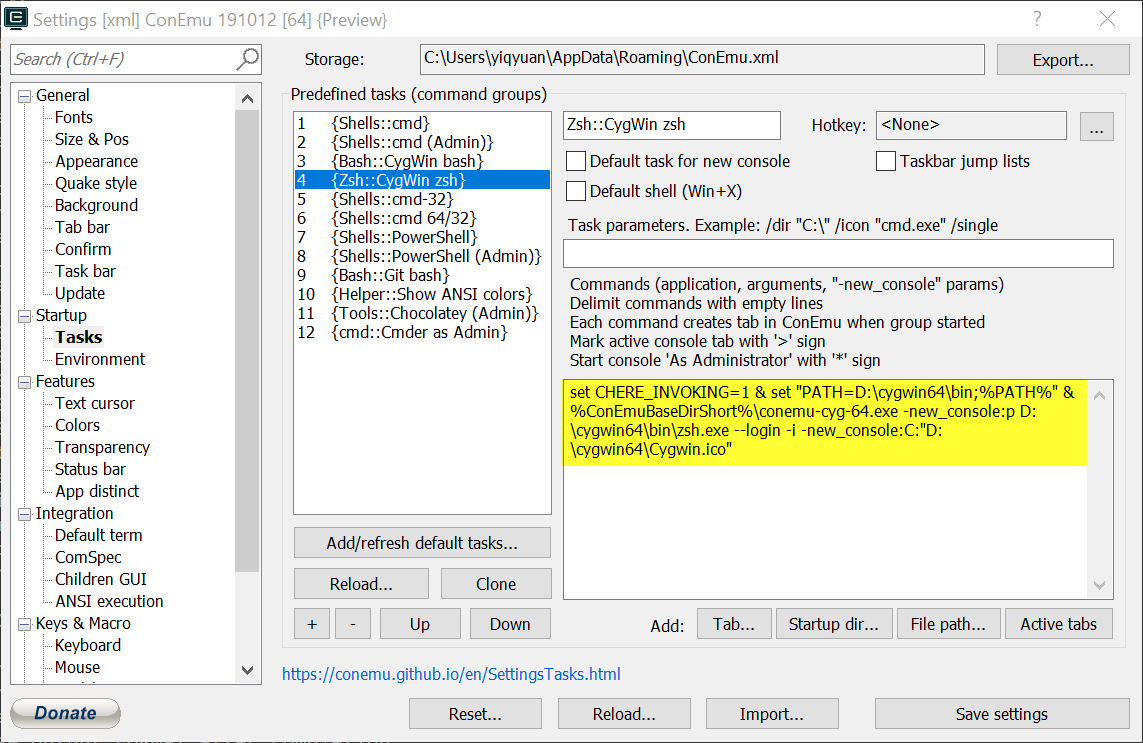 Settings [xml] ConEmu 191012 [64] {Preview}
?
Search (Ctrl+F)
Storage:
C:\Users\yiqyuan\AppData\Roaming\ConEmu.xml
Export...
General
Fonts
Size & Pos
Appearance
Quake style
Background
Tab bar
Confirm
Task bar
Update
Startup
Tasks
Environment
Features
Text cursor
Colors
Transparency
Status bar
App distinct
Integration
Default term
ComSpec
Children GUI
ANSI execution
Keys & Macro
Keyboard
Mouse
Predefined tasks (command groups)
1 {Shells::cmd}
2 {Shells::cmd (Admin)}
3 {Bash::CygWin bash}
4 {Zsh::CygWin zsh}
5 {Shells::cmd-32}
6 {Shells::cmd 64/32}
7 {Shells::PowerShell}
8 {Shells::PowerShell (Admin)}
9 {Bash::Git bash}
10 {Helper::Show ANSI colors}
11 {Tools::Chocolatey (Admin)}
12 {cmd::Cmder as Admin}
Add/refresh default tasks...
Reload...
Clone
+
-
Up
Down
Zsh::CygWin zsh
Hotkey:
<None>
...
Default task for new console
Taskbar jump lists
Default shell (Win+X)
Task parameters. Example: /dir "C:\" /icon "cmd.exe" /single
Commands (application, arguments, "-new_console" params)
Delimit commands with empty lines
Each command creates tab in ConEmu when group started
Mark active console tab with '>' sign
Start console 'As Administrator' with '*' sign
set CHERE_INVOKING=1 & set "PATH=D:\cygwin64\bin;%PATH%" &
%ConEmuBaseDirShort%\conemu-cyg-64.exe -new_console:p D:
\cygwin64\bin\zsh.exe --login -i -new_console:C:"D:
\cygwin64\Cygwin.ico"
Add:
Tab...
Startup dir...
File path...
Active tabs
https://conemu.github.io/en/SettingsTasks.html
Donate
Reset...
Reload...
Import...
Save settings